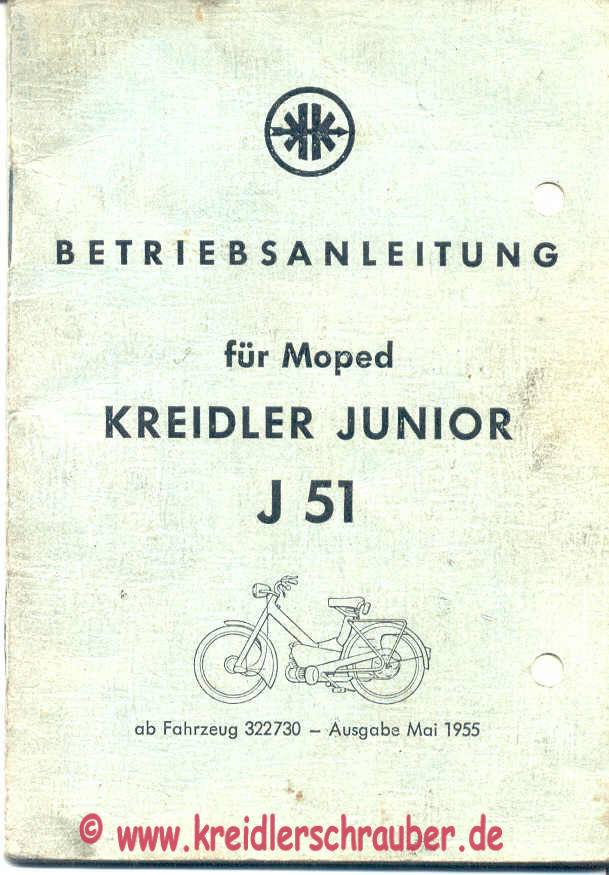 BETRIEBSANLEITUNG
für Moped
KREIDLER JUNIOR
J 51
ab Fahrzeug 322730 – Ausgabe Mai 1955
© www.kreidlerschrauber.de